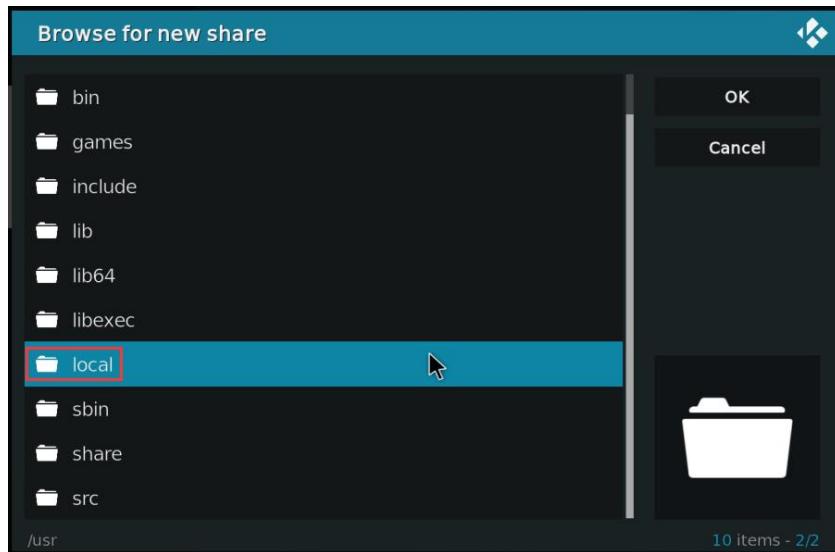 Browse for new share
bin
games
include
lib
lib64
libexec
local
sbin
share
src
OK
Cancel
/usr
10 items - 2/2